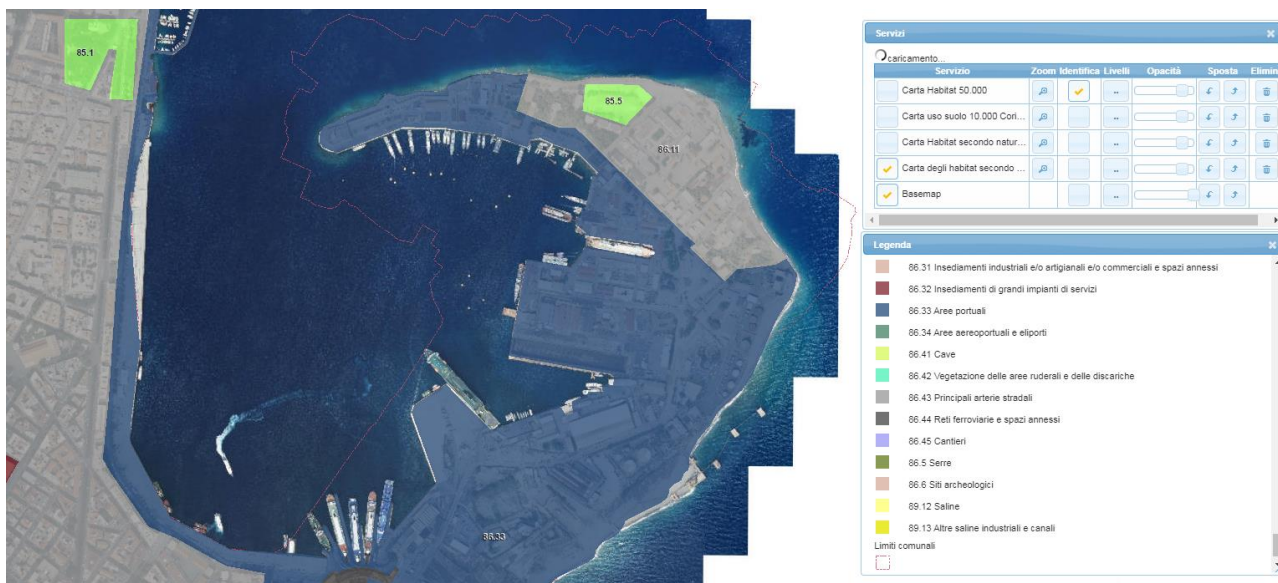 85.1
85.5
86.11
86.33
Servizi
caricamento...
Servizio Zoom Identifica Livelli Opacità Sposta Elimin
Carta Habitat 50.000
Carta uso suolo 10.000 Cori...
Carta Habitat secondo natur...
Carta degli habitat secondo ...
Basemap
Legenda
86.31 Insediamenti industriali e/o artigianali e/o commerciali e spazi annessi
86.32 Insediamenti di grandi impianti di servizi
86.33 Aree portuali
86.34 Aree aereoportuali e eliporti
86.41 Cave
86.42 Vegetazione delle aree ruderali e delle discariche
86.43 Principali arterie stradali
86.44 Reti ferroviarie e spazi annessi
86.45 Cantieri
86.5 Serre
86.6 Siti archeologici
89.12 Saline
89.13 Altre saline industriali e canali
Limiti comunali